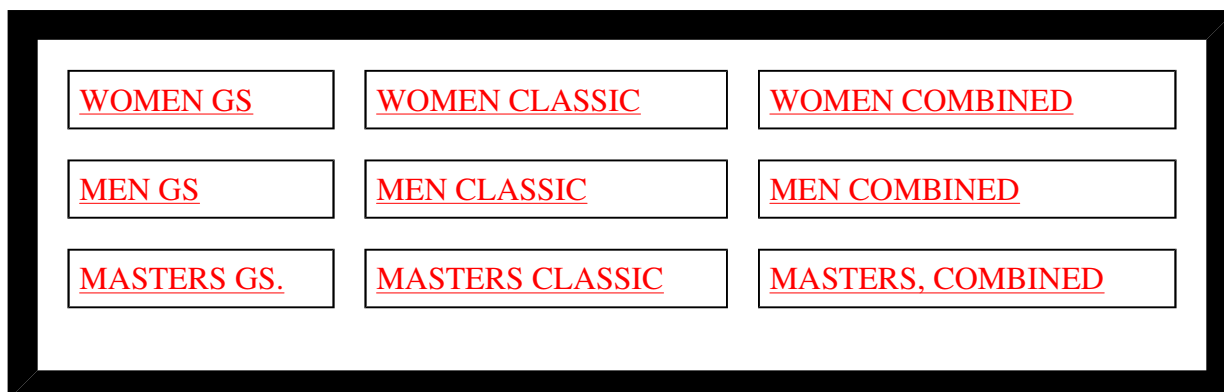 WOMEN GS WOMEN CLASSIC WOMEN COMBINED
MEN GS MEN CLASSIC MEN COMBINED
MASTERS GS. MASTERS CLASSIC MASTERS, COMBINED